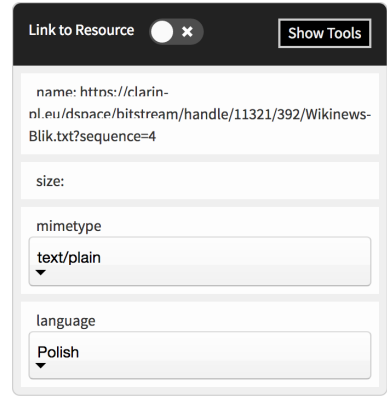 Link to Resource
Show Tools
name: https://clarin-
pl.eu/dspace/bitstream/handle/11321/392/Wikinews-
Blik.txt?sequence=4
size:
mimetype
text/plain
language
Polish